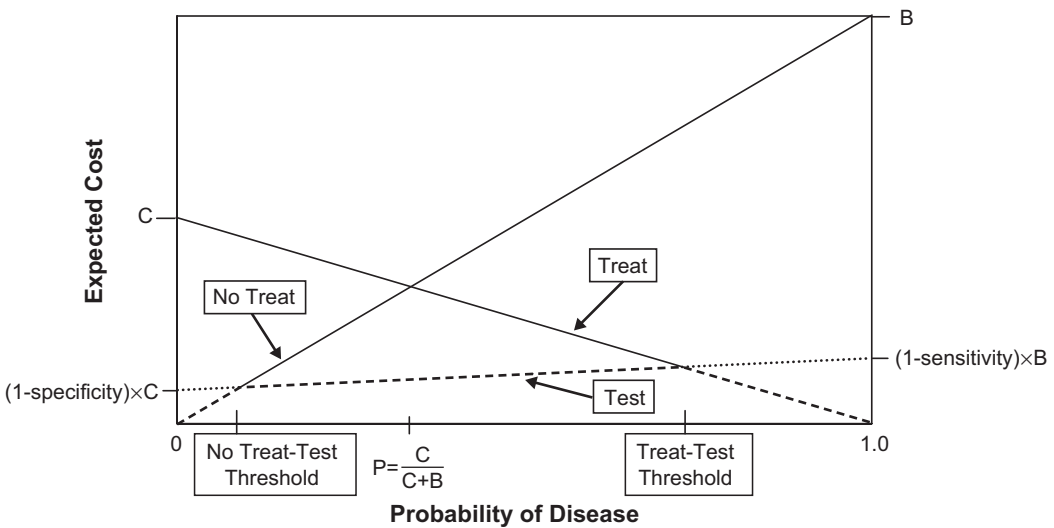 B
Expected Cost
C
Treat
No Treat
(1-sensitivity)×B
(1-specificity)×C
Test
0
1.0
No Treat-Test
Threshold
P=C/C+B
Treat-Test
Threshold
Probability of Disease